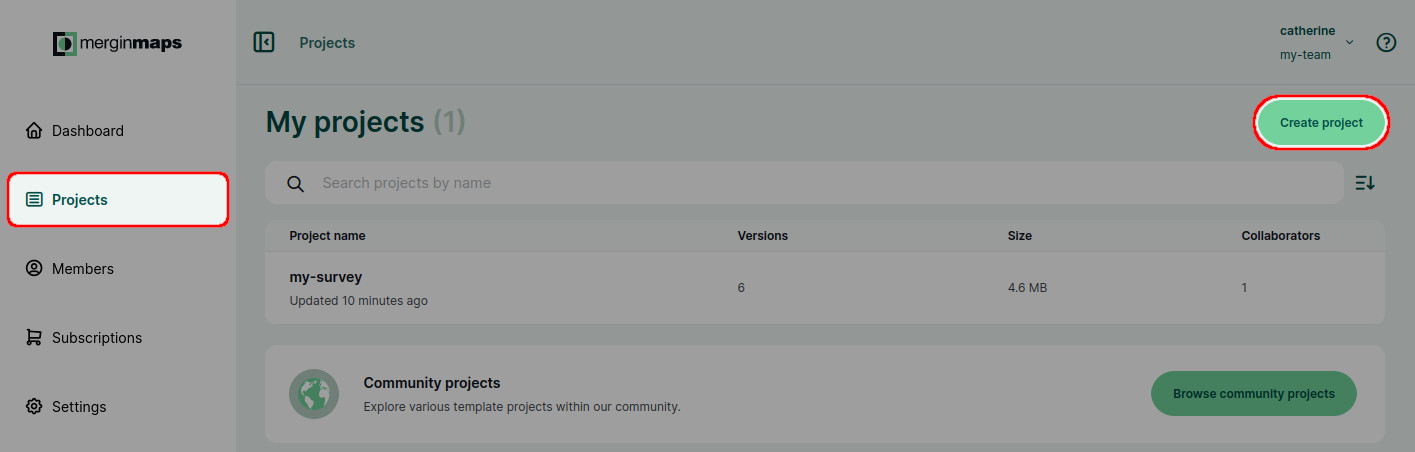 merginmaps
Projects
catherine
my-team
Dashboard
Projects
Members
Subscriptions
Settings
My projects (1)
Create project
Search projects by name
Project name Versions Size Collaborators
my-survey
Updated 10 minutes ago
6 4.6 MB 1
Community projects
Explore various template projects within our community.
Browse community projects